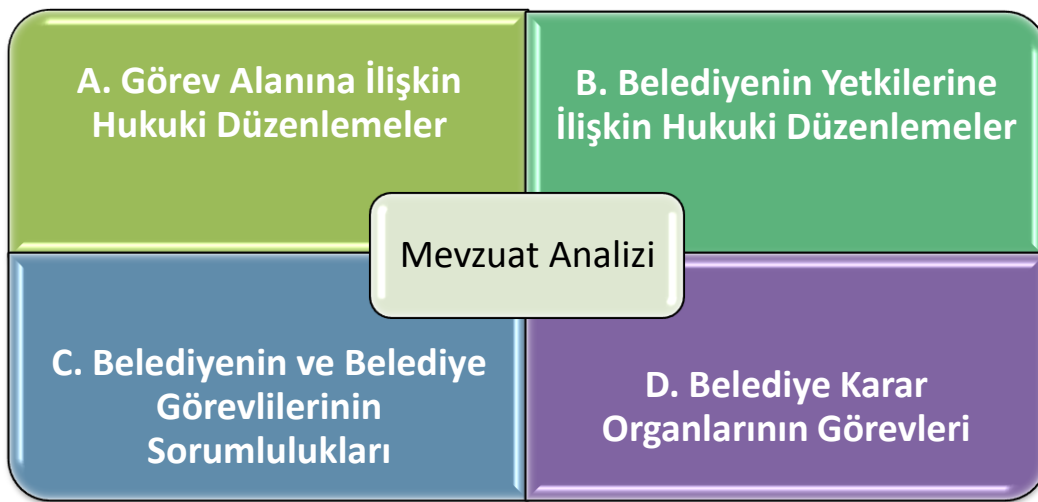 A. Görev Alanına İlişkin
Hukuki Düzenlemeler
B. Belediyenin Yetkilerine
İlişkin Hukuki Düzenlemeler
Mevzuat Analizi
C. Belediyenin ve Belediye
Görevlilerinin
Sorumlulukları
D. Belediye Karar
Organlarının Görevleri